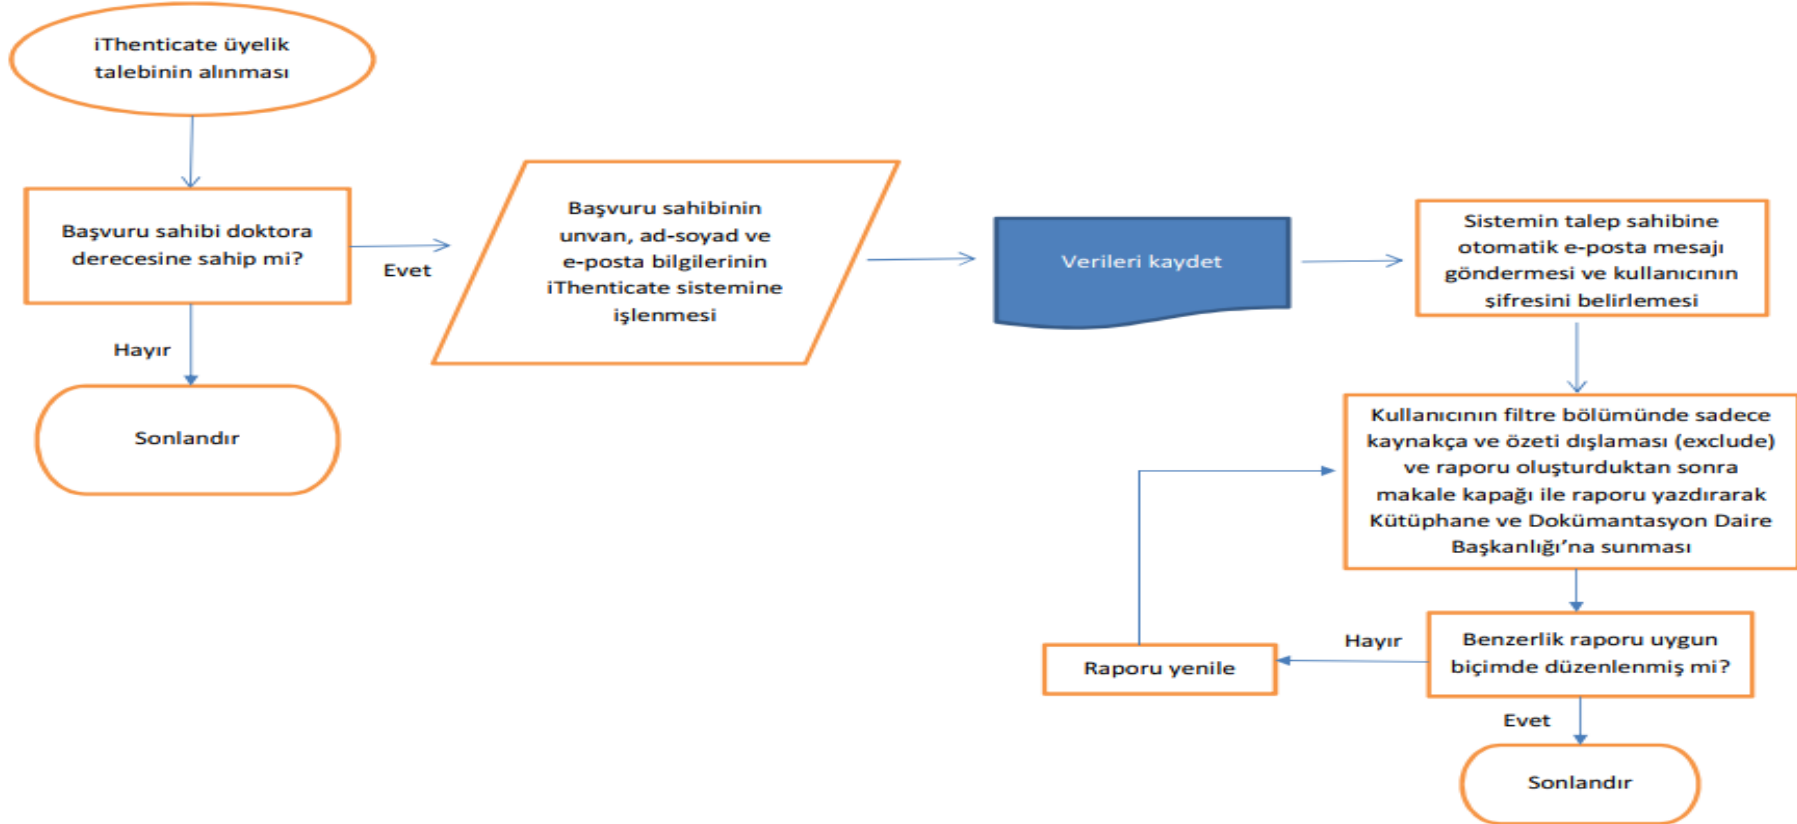 iThenticate üyelik
talebinin alınması
Başvuru sahibi doktora
derecesine sahip mi?
Evet
Hayır
Sonlandır
Başvuru sahibinin
unvan, ad-soyad ve
e-posta bilgilerinin
iThenticate sistemine
işlenmesi
Verileri kaydet
Sistemin talep sahibine
otomatik e-posta mesajı
göndermesi ve kullanıcının
şifresini belirlemesi
Kullanıcının filtre bölümünde sadece
kaynakça ve özeti dışlaması (exclude)
ve raporu oluşturduktan sonra
makale kapağı ile raporu yazdırarak
Kütüphane ve Dokümantasyon Daire
Başkanlığı’na sunması
Benzerlik raporu uygun
biçimde düzenlenmiş mi?
Hayır
Raporu yenile
Evet
Sonlandır